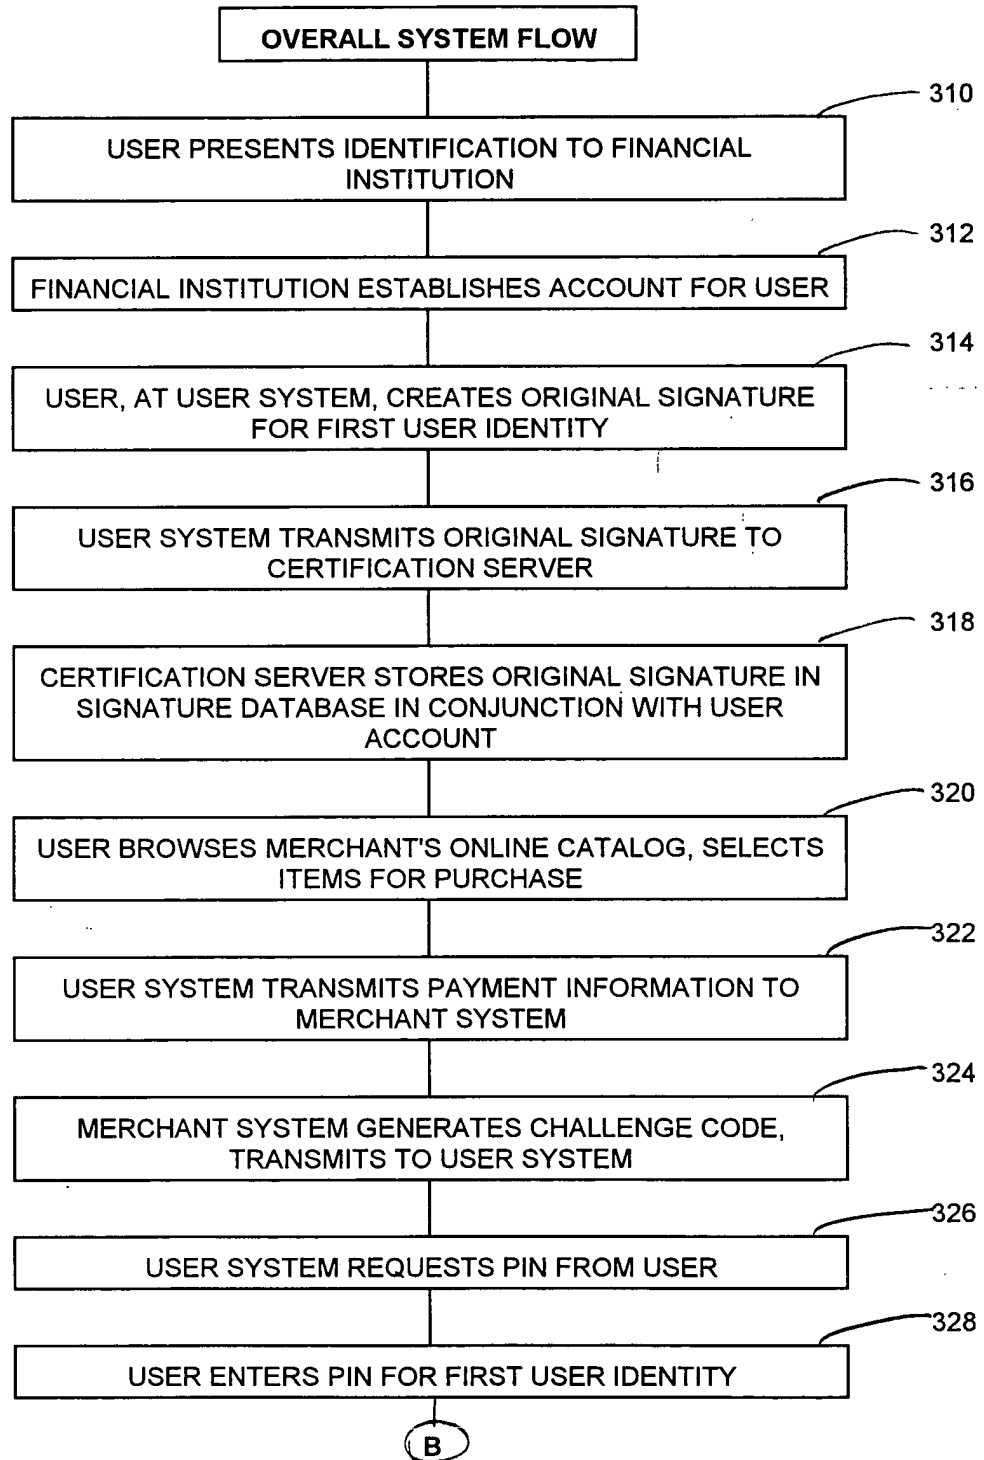 OVERALL SYSTEM FLOW
310
USER PRESENTS IDENTIFICATION TO FINANCIAL
INSTITUTION
312
FINANCIAL INSTITUTION ESTABLISHES ACCOUNT FOR USER
314
USER, AT USER SYSTEM, CREATES ORIGINAL SIGNATURE
FOR FIRST USER IDENTITY
316
USER SYSTEM TRANSMITS ORIGINAL SIGNATURE TO
CERTIFICATION SERVER
318
CERTIFICATION SERVER STORES ORIGINAL SIGNATURE IN
SIGNATURE DATABASE IN CONJUNCTION WITH USER
ACCOUNT
320
USER BROWSES MERCHANT'S ONLINE CATALOG, SELECTS
ITEMS FOR PURCHASE
322
USER SYSTEM TRANSMITS PAYMENT INFORMATION TO
MERCHANT SYSTEM
324
MERCHANT SYSTEM GENERATES CHALLENGE CODE,
TRANSMITS TO USER SYSTEM
326
USER SYSTEM REQUESTS PIN FROM USER
328
USER ENTERS PIN FOR FIRST USER IDENTITY
B